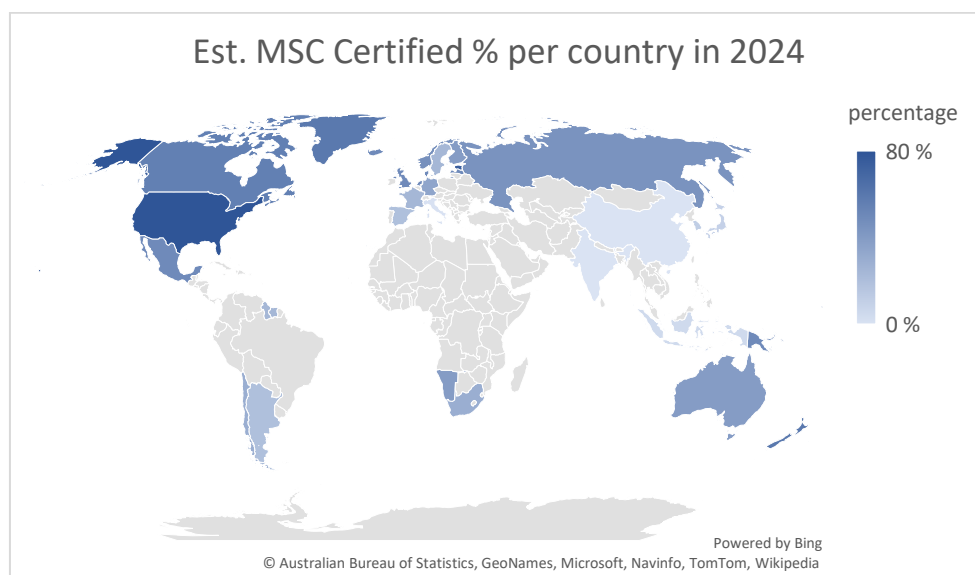 Est. MSC Certified % per country in 2024
percentage
80 %
0 %
Powered by Bing
© Australian Bureau of Statistics, GeoNames, Microsoft, Navinfo, TomTom, Wikipedia